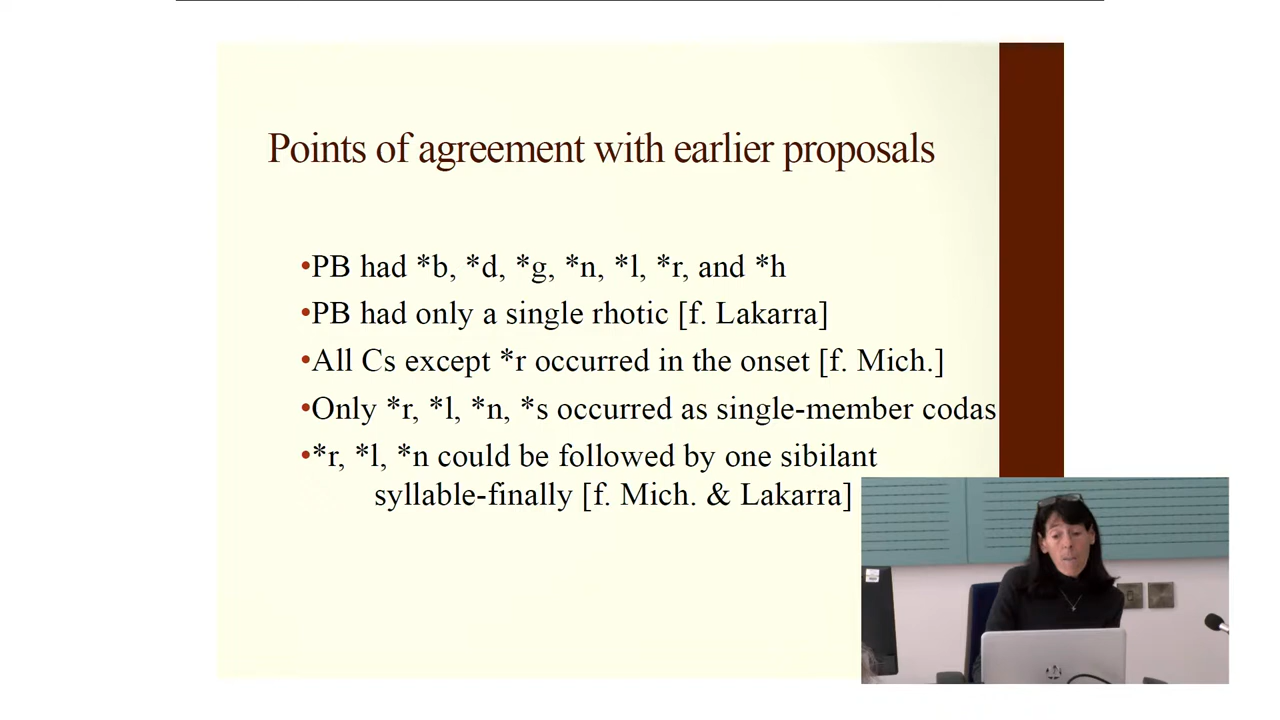 Points of agreement with earlier proposals
•PB had *b, *d, *g, *n, *l, *r, and *h
•PB had only a single rhotic [f. Lakarra]
•All Cs except *r occurred in the onset [f. Mich.]
•Only *r, *l, *n, *s occurred as single-member codas
•*r, *l, *n could be followed by one sibilant
syllable-finally [f. Mich. & Lakarra]